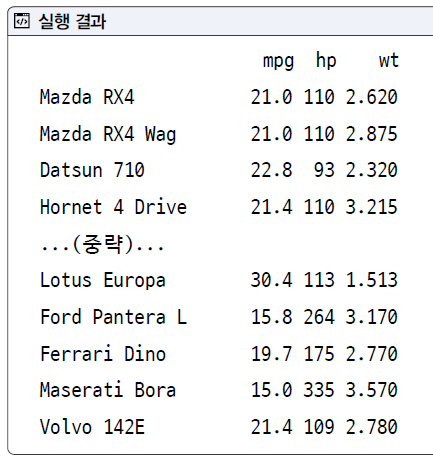 실행 결과
mpg hp wt
Mazda RX4 21.0 110 2.620
Mazda RX4 Wag 21.0 110 2.875
Datsun 710 22.8 93 2.320
Hornet 4 Drive 21.4 110 3.215
...(중략)...
Lotus Europa 30.4 113 1.513
Ford Pantera L 15.8 264 3.170
Ferrari Dino 19.7 175 2.770
Maserati Bora 15.0 335 3.570
Volvo 142E 21.4 109 2.780